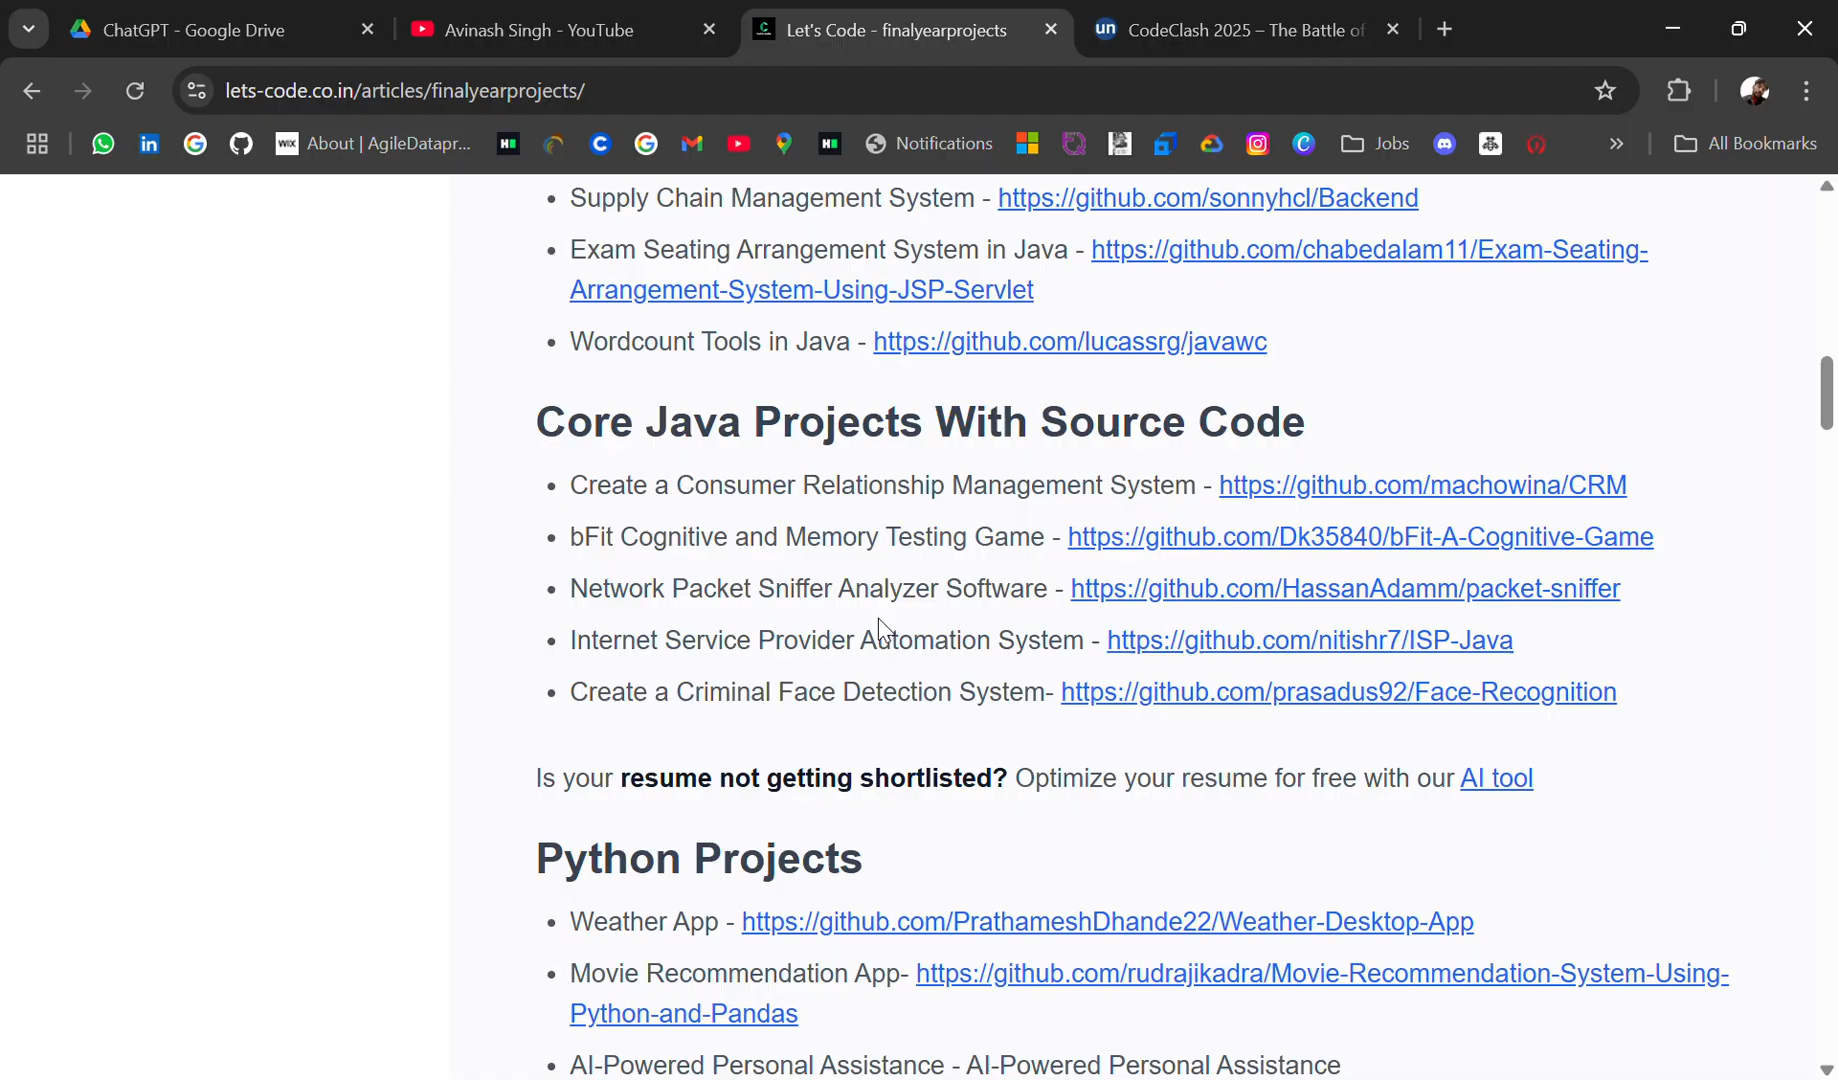 ChatGPT - Google Drive
Avinash Singh - YouTube
Let's Code - finalyearprojects
un
CodeClash 2025 – The Battle of
lets-code.co.in/articles/finalyearprojects/
WIX
About | AgileDatapr...
Notifications
Jobs
All Bookmarks
• Supply Chain Management System - https://github.com/sonnyhcl/Backend
• Exam Seating Arrangement System in Java - https://github.com/chabedalam11/Exam-Seating-
Arrangement-System-Using-JSP-Servlet
• Wordcount Tools in Java - https://github.com/lucassrg/javawc
Core Java Projects With Source Code
• Create a Consumer Relationship Management System - https://github.com/machowina/CRM
• bFit Cognitive and Memory Testing Game - https://github.com/Dk35840/bFit-A-Cognitive-Game
• Network Packet Sniffer Analyzer Software - https://github.com/HassanAdamm/packet-sniffer
• Internet Service Provider Automation System - https://github.com/nitishr7/ISP-Java
• Create a Criminal Face Detection System- https://github.com/prasadus92/Face-Recognition
Is your resume not getting shortlisted? Optimize your resume for free with our AI tool
Python Projects
• Weather App - https://github.com/PrathameshDhande22/Weather-Desktop-App
• Movie Recommendation App- https://github.com/rudrajikadra/Movie-Recommendation-System-Using-
Python-and-Pandas
• AI-Powered Personal Assistance - AI-Powered Personal Assistance